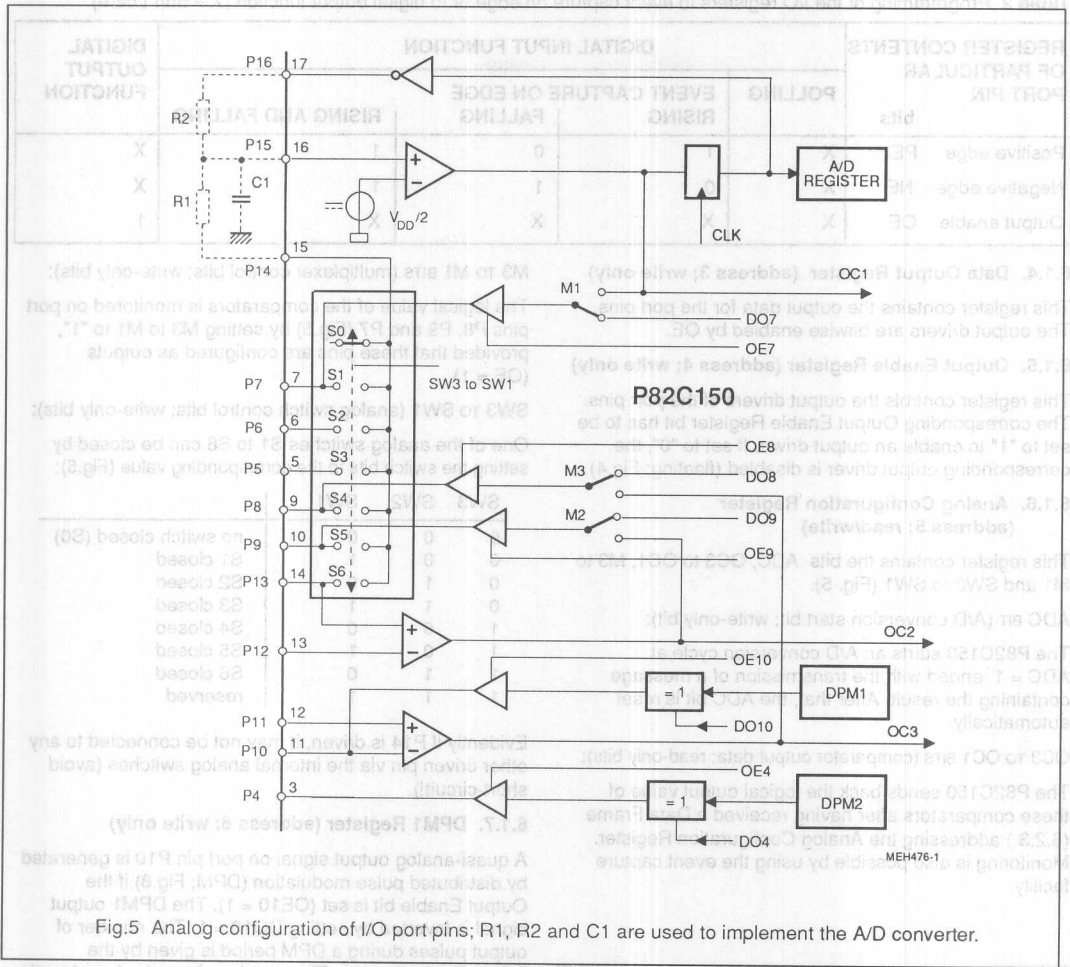 P16
17
R2
P15
16
C1
R1
V_DD/2
15
P14
A/D
REGISTER
CLK
OC1
M1
DO7
OE7
S0
S1
P7
7
SW3 to SW1
P82C150
S2
P6
6
S3
P5
5
OE8
M3
DO8
S4
P8
9
M2
DO9
S5
P9
10
OE9
S6
P13
14
OC2
P12
13
OE10
= 1
DPM1
P11
12
DO10
OC3
P10
11
OE4
P4
3
= 1
DPM2
DO4
MEH476-1
Fig.5 Analog configuration of I/O port-pins; R1, R2 and C1 are used to implement the A/D converter.